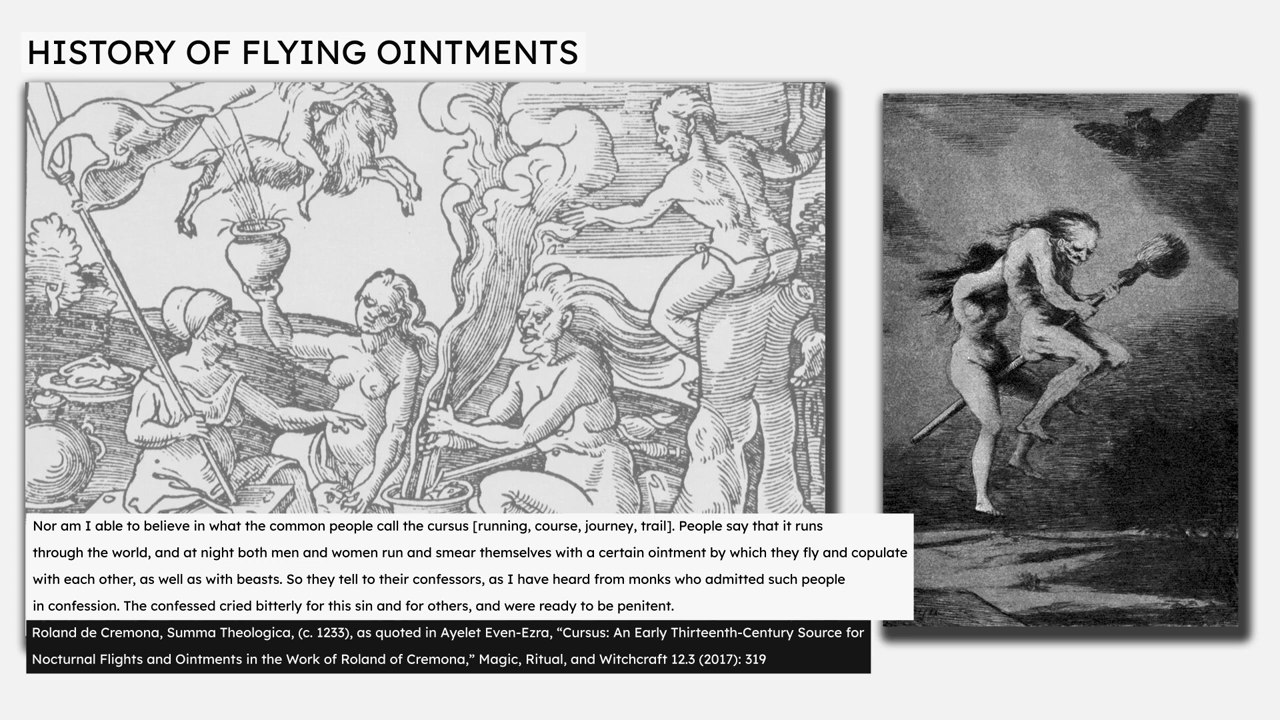 HISTORY OF FLYING OINTMENTS
Nor am I able to believe in what the common people call the cursus [running, course, journey, trail]. People say that it runs
through the world, and at night both men and women run and smear themselves with a certain ointment by which they fly and copulate
with each other, as well as with beasts. So they tell to their confessors, as I have heard from monks who admitted such people
in confession. The confessed cried bitterly for this sin and for others, and were ready to be penitent.
Roland de Cremona, Summa Theologica, (c. 1233), as quoted in Ayelet Even-Ezra, “Cursus: An Early Thirteenth-Century Source for
Nocturnal Flights and Ointments in the Work of Roland of Cremona,” Magic, Ritual, and Witchcraft 12.3 (2017): 319